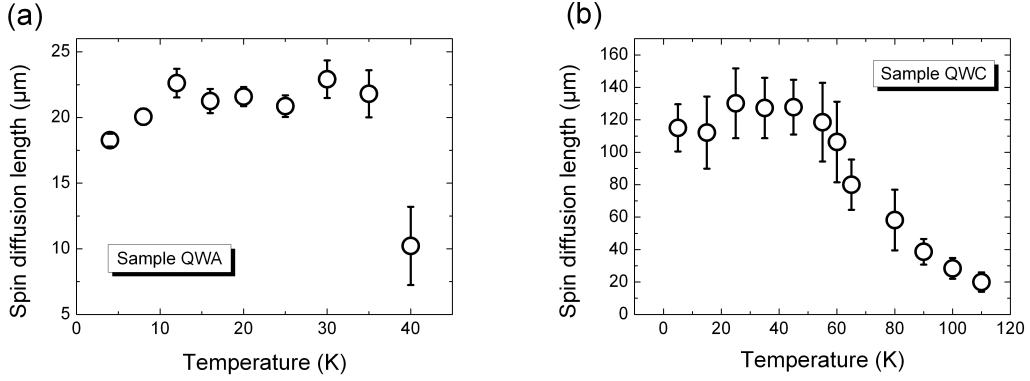 (a)
25
20
15
10
5
0 10 20 30 40
Temperature (K)
Spin diffusion length (μm)
Sample QWA
(b)
160
140
120
100
80
60
40
20
0
0 20 40 60 80 100 120
Temperature (K)
Spin diffusion length (μm)
Sample QWC